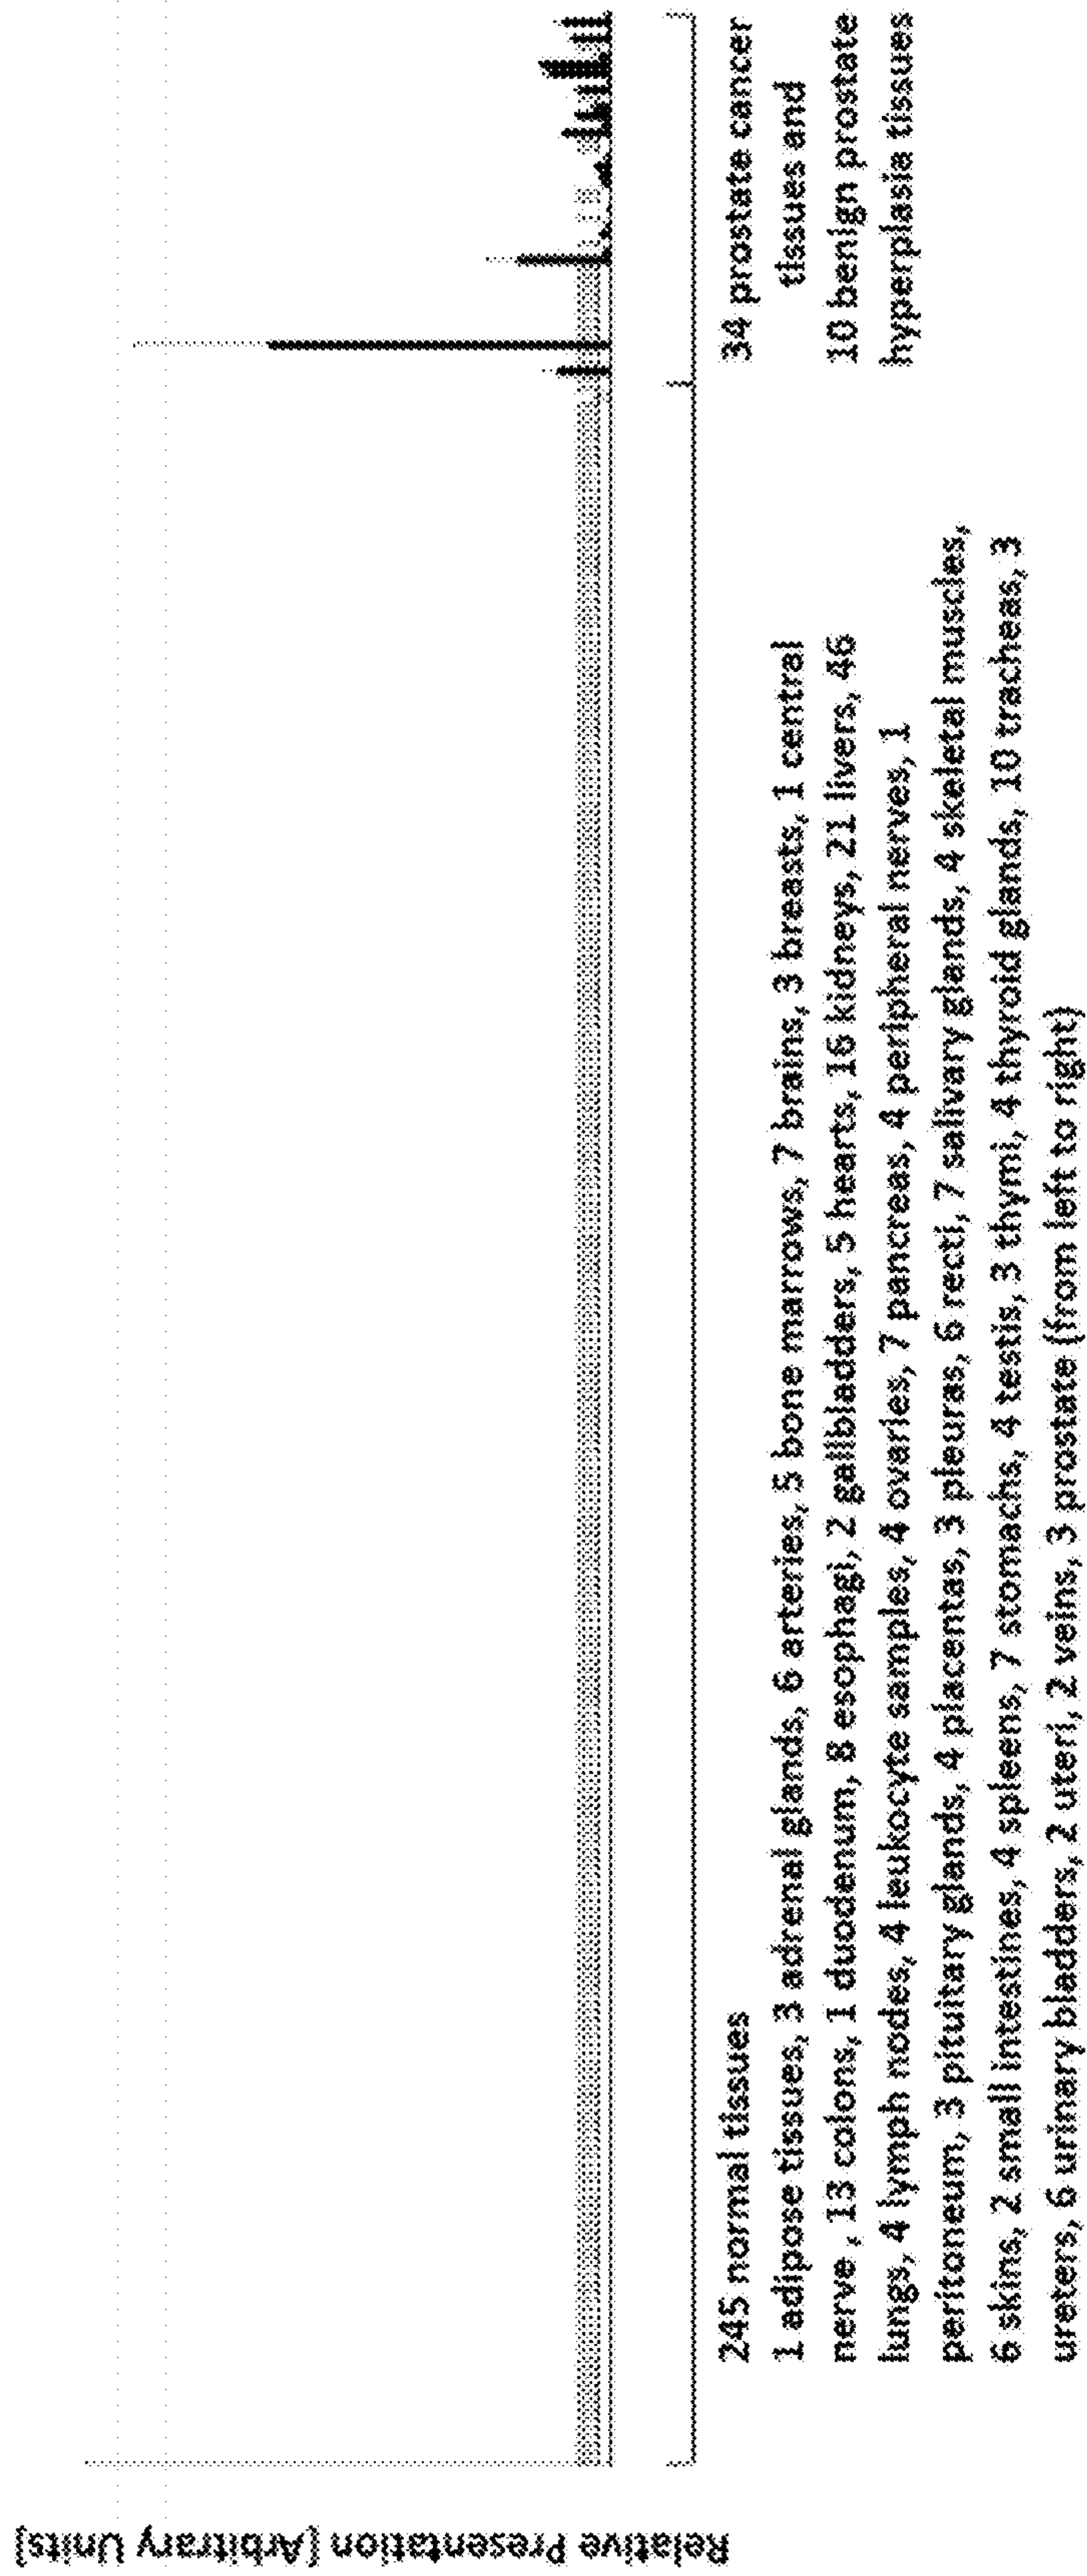 Relative Presentation [Arbitrary Units]
245 normal tissues
1 adipose tissues, 3 adrenal glands, 6 arteries, 5 bone marrows, 7 brains, 3 breasts, 1 central
nerve , 13 colons, 1 duodenum, 8 esophagi, 2 gallbladders, 5 hearts, 16 kidneys, 21 livers, 46
lungs, 4 lymph nodes, 4 leukocyte samples, 4 ovaries, 7 pancreas, 4 peripheral nerves, 1
peritoneum, 3 pituitary glands, 4 placentas, 3 pleuras, 6 recti, 7 salivary glands, 4 skeletal muscles,
6 skins, 2 small intestines, 4 spleens, 7 stomachs, 4 testis, 3 thymi, 4 thyroid glands, 10 tracheas, 3
ureters, 6 urinary bladders, 2 uteri, 2 veins, 3 prostate (from left to right)
34 prostate cancer
tissues and
10 benign prostate
hyperplasia tissues